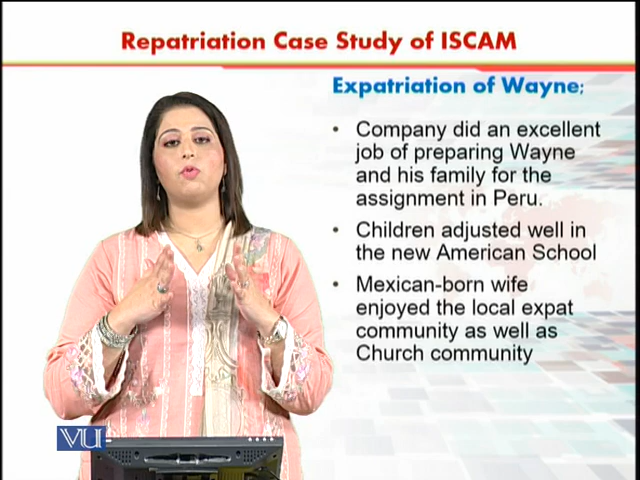 Repatriation Case Study of ISCAM
Expatriation of Wayne;
• Company did an excellent
job of preparing Wayne
and his family for the
assignment in Peru.
• Children adjusted well in
the new American School
• Mexican-born wife
enjoyed the local expat
community as well as
Church community
VU